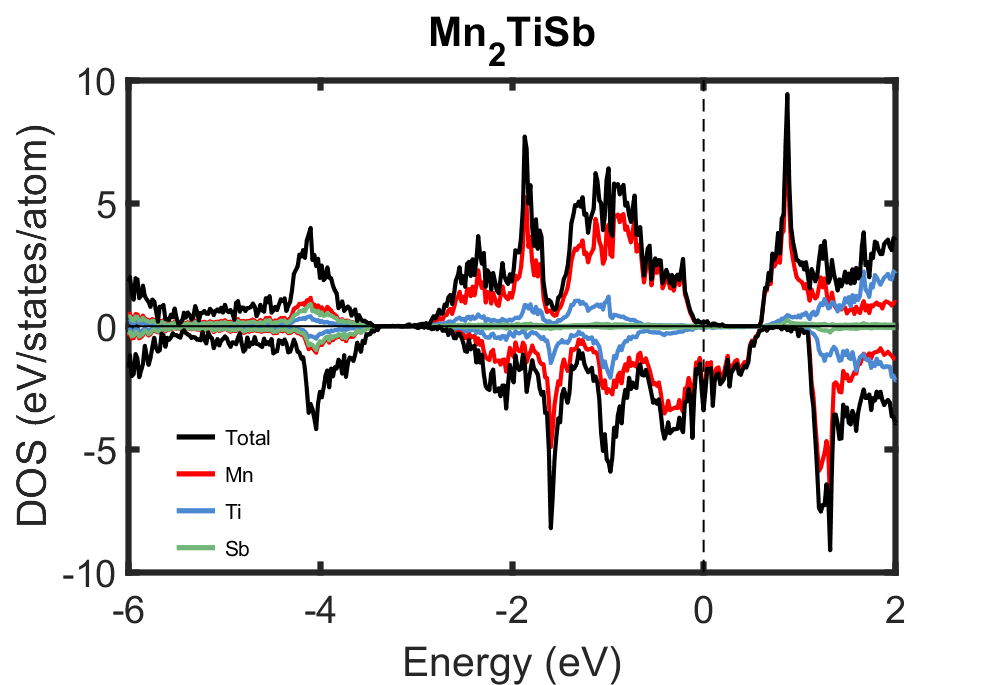 Mn2TiSb
10
5
0
-5
-10
DOS (eV/states/atom)
Total
Mn
Ti
Sb
-6 -4 -2 0 2
Energy (eV)